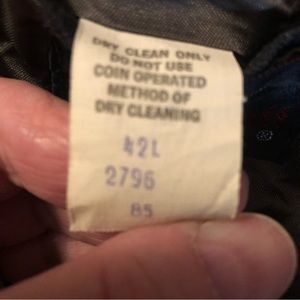 DRY CLEAN ONLY
DO NOT USE
COIN OPERATED
METHOD OF
DRY CLEANING
42L
2796
85